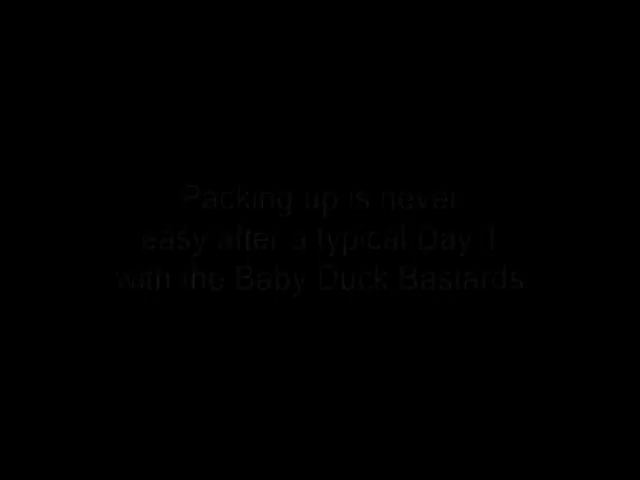 Packing up is never
easy after a typical Day 1
with the Baby Duck Bastards